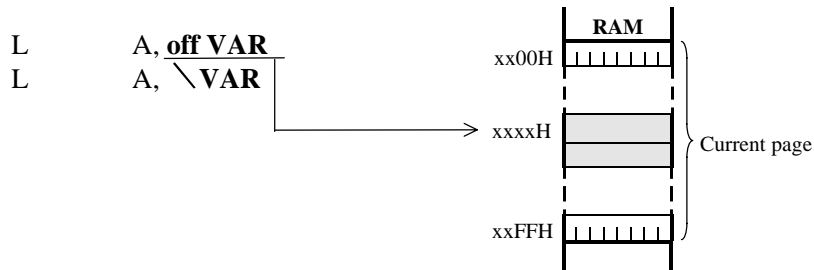 L A, off VAR
L A, \ VAR
RAM
xx00H
xxxxH
Current page
xxFFH